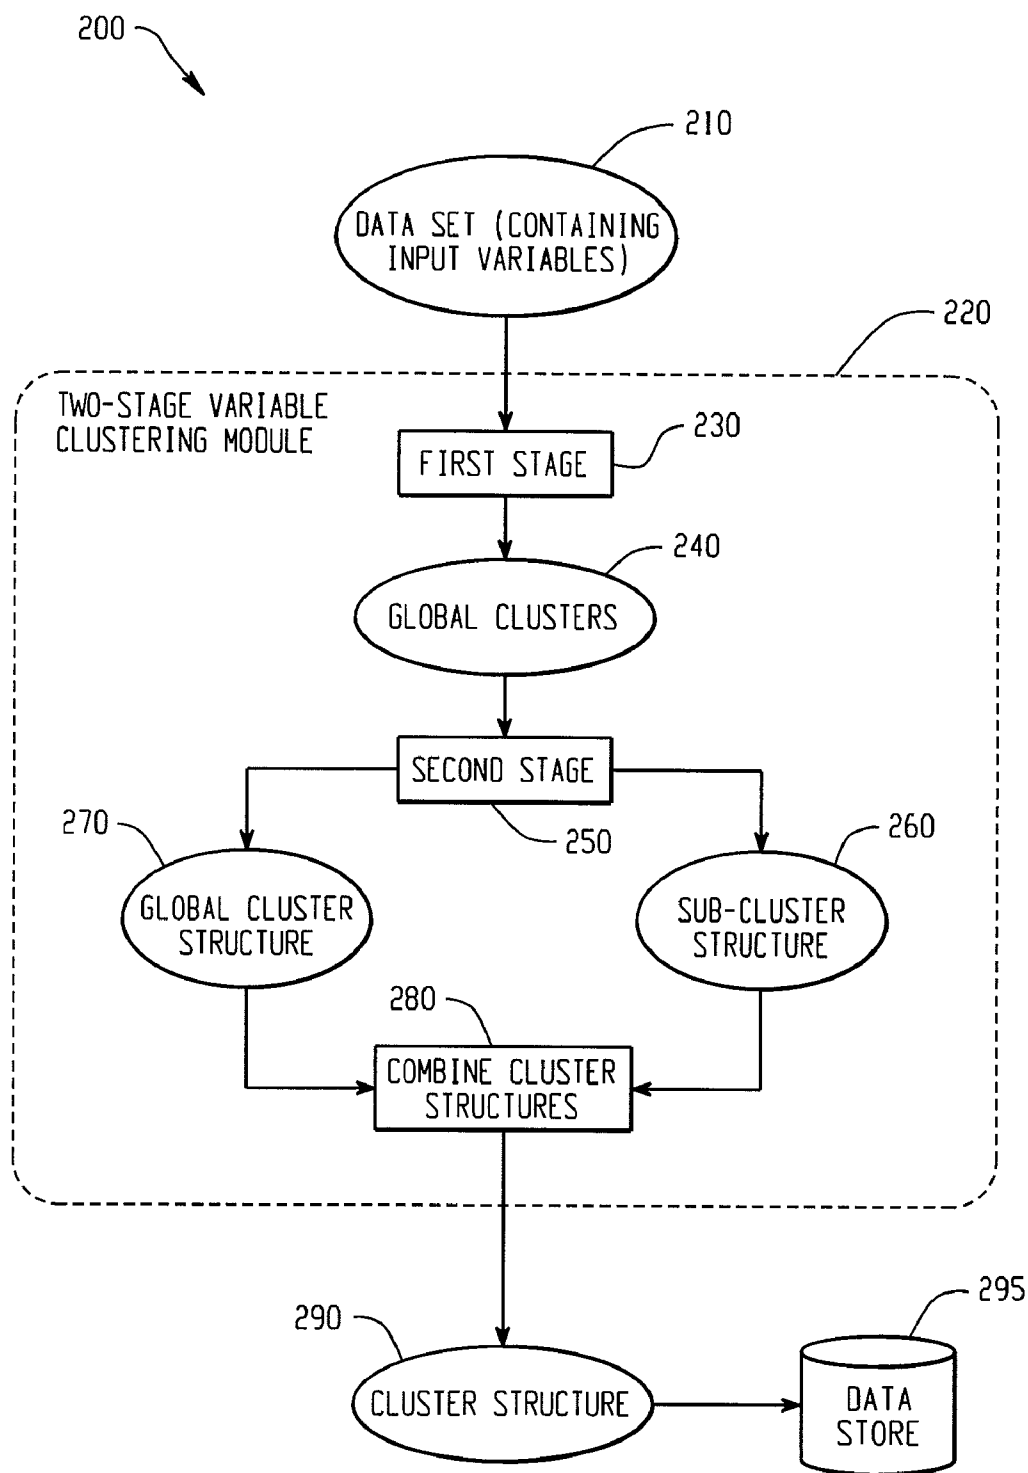 200
210
DATA SET (CONTAINING
INPUT VARIABLES)
220
TWO-STAGE VARIABLE
CLUSTERING MODULE
230
FIRST STAGE
240
GLOBAL CLUSTERS
SECOND STAGE
250
270
260
GLOBAL CLUSTER
STRUCTURE
SUB-CLUSTER
STRUCTURE
280
COMBINE CLUSTER
STRUCTURES
290
295
CLUSTER STRUCTURE
DATA
STORE